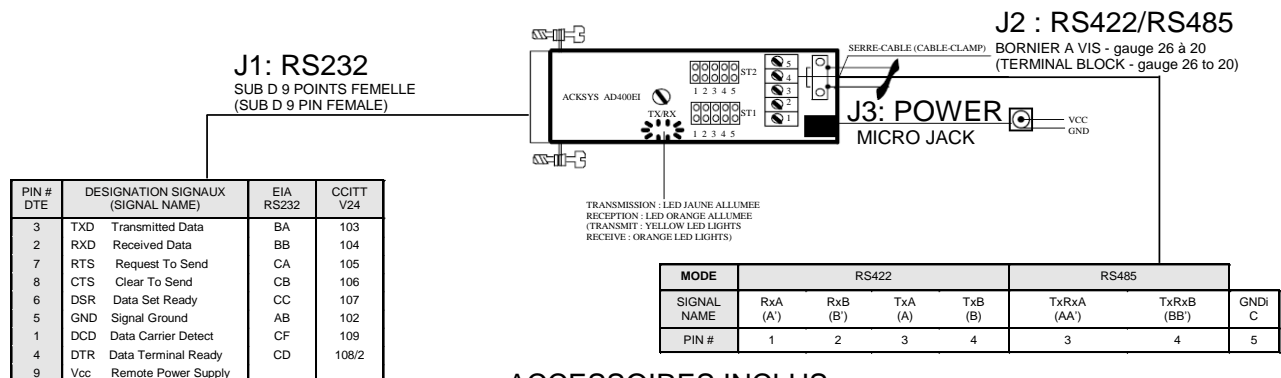 J1: RS232
SUB D 9 POINTS FEMELLE
(SUB D 9 PIN FEMALE)
J2 : RS422/RS485
SERRE-CABLE (CABLE-CLAMP)
BORNIER A VIS - gauge 26 à 20
(TERMINAL BLOCK - gauge 26 to 20)
ACKSYS AD400EI
TX/RX
ST2
1 2 3 4 5
ST1
1 2 3 4 5
5
4
3
2
1
J3: POWER
MICRO JACK
VCC
GND
TRANSMISSION : LED JAUNE ALLUMEE
RECEPTION : LED ORANGE ALLUMEE
(TRANSMIT : YELLOW LED LIGHTS
RECEIVE : ORANGE LED LIGHTS)
PIN # DTE DESIGNATION SIGNAUX (SIGNAL NAME) EIA RS232 CCITT V24
3 TXD Transmitted Data BA 103
2 RXD Received Data BB 104
7 RTS Request To Send CA 105
8 CTS Clear To Send CB 106
6 DSR Data Set Ready CC 107
5 GND Signal Ground AB 102
1 DCD Data Carrier Detect CF 109
4 DTR Data Terminal Ready CD 108/2
9 Vcc Remote Power Supply
MODE RS422 RS485
SIGNAL NAME RxA (A') RxB (B') TxA (A) TxB (B) TxRxA (AA') TxRxB (BB') GNDi C
PIN # 1 2 3 4 3 4 5
ACCESSOIRES INCLUS